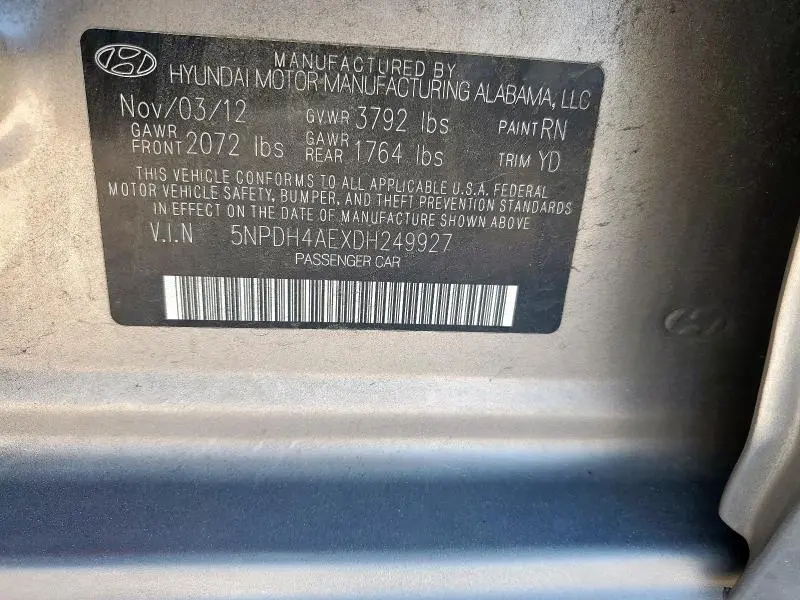 MANUFACTURED BY
HYUNDAI MOTOR MANUFACTURING ALABAMA, LLC
Nov/03/12 GVWR 3792 lbs PAINT RN
GAWR FRONT 2072 lbs GAWR REAR 1764 lbs TRIM YD
THIS VEHICLE CONFORMS TO ALL APPLICABLE U.S.A. FEDERAL
MOTOR VEHICLE SAFETY, BUMPER, AND THEFT PREVENTION STANDARDS
IN EFFECT ON THE DATE OF MANUFACTURE SHOWN ABOVE
V.I.N 5NPDH4AEXDH249927
PASSENGER CAR